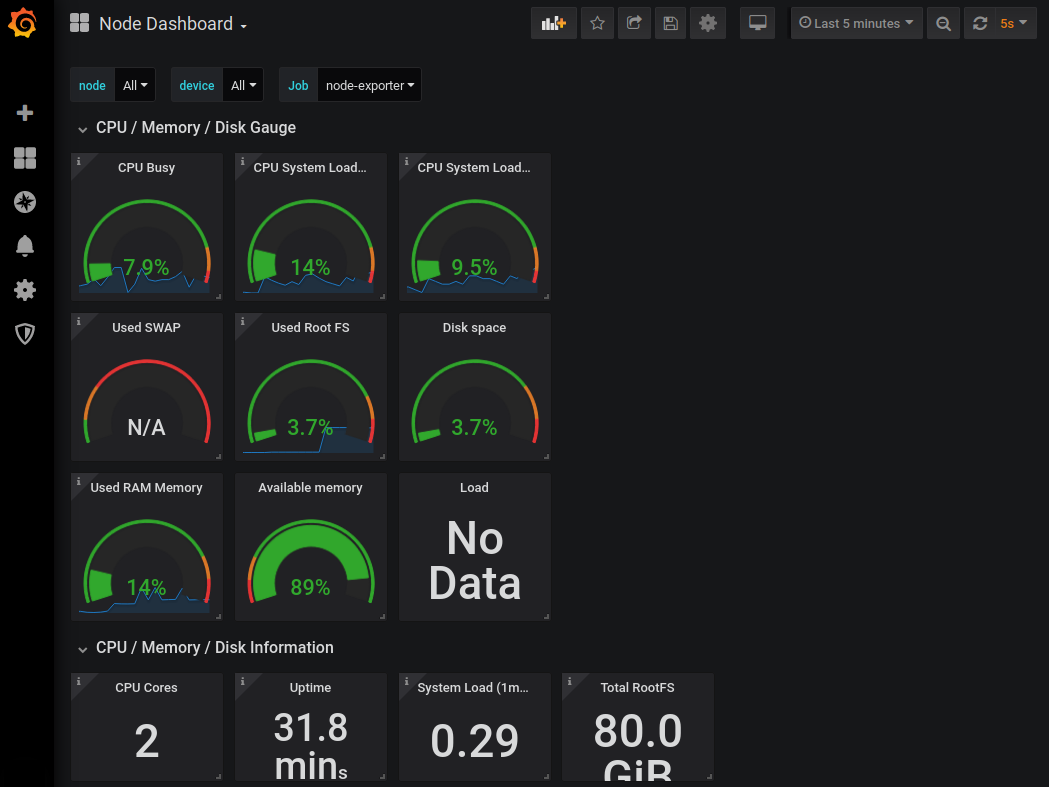 Node Dashboard
Last 5 minutes
5s
node All device All Job node-exporter
CPU / Memory / Disk Gauge
CPU Busy
7.9%
CPU System Load...
14%
CPU System Load...
9.5%
Used SWAP
N/A
Used Root FS
3.7%
Disk space
3.7%
Used RAM Memory
14%
Available memory
89%
Load
No
Data
CPU / Memory / Disk Information
CPU Cores
2
Uptime
31.8
mins
System Load (1m...
0.29
Total RootFS
80.0
GiB